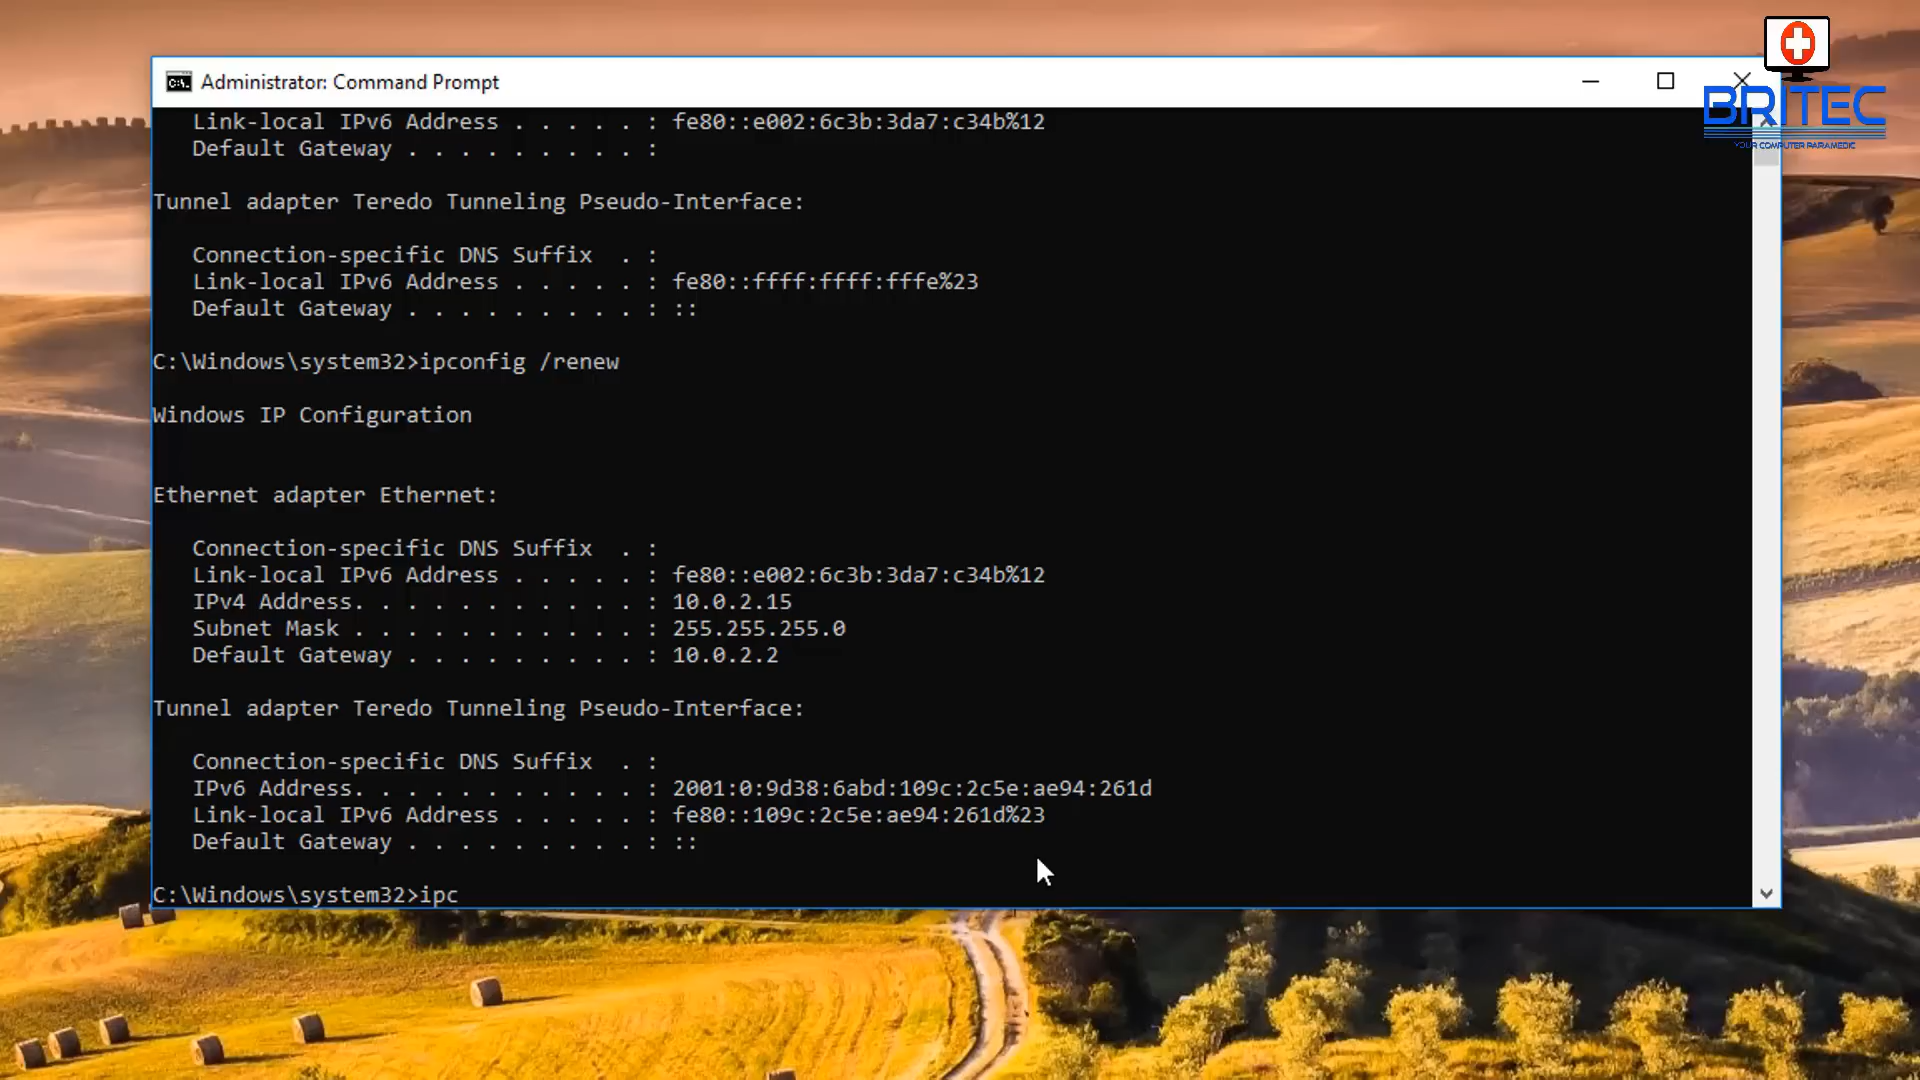 Administrator: Command Prompt
BRITEC
YOUR COMPUTER PARAMEDIC
Link-local IPv6 Address . . . . . : fe80::e002:6c3b:3da7:c34b%12
Default Gateway . . . . . . . . . :
Tunnel adapter Teredo Tunneling Pseudo-Interface:
Connection-specific DNS Suffix  . :
Link-local IPv6 Address . . . . . : fe80::ffff:ffff:fffe%23
Default Gateway . . . . . . . . . : ::
C:\Windows\system32>ipconfig /renew
Windows IP Configuration
Ethernet adapter Ethernet:
Connection-specific DNS Suffix  . :
Link-local IPv6 Address . . . . . : fe80::e002:6c3b:3da7:c34b%12
IPv4 Address. . . . . . . . . . . : 10.0.2.15
Subnet Mask . . . . . . . . . . . : 255.255.255.0
Default Gateway . . . . . . . . . : 10.0.2.2
Tunnel adapter Teredo Tunneling Pseudo-Interface:
Connection-specific DNS Suffix  . :
IPv6 Address. . . . . . . . . . . : 2001:0:9d38:6abd:109c:2c5e:ae94:261d
Link-local IPv6 Address . . . . . : fe80::109c:2c5e:ae94:261d%23
Default Gateway . . . . . . . . . : ::
C:\Windows\system32>ipc